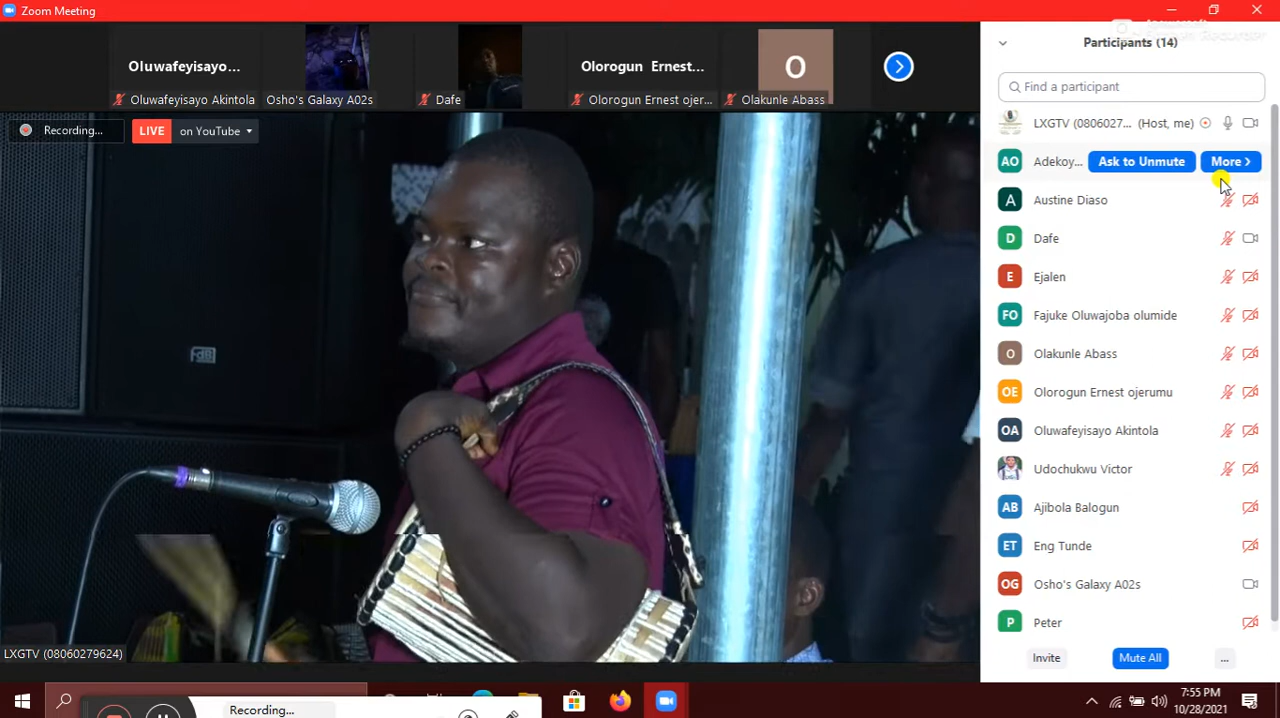 Zoom Meeting
Oluwafeyisayo...
Olorogun Ernest...
O
Oluwafeyisayo Akintola
Osho's Galaxy A02s
Dafe
Olorogun Ernest ojer...
Olakunle Abass
Recording...
LIVE on YouTube
LXGTV (08060279624)
Participants (14)
Find a participant
LXGTV (0806027... (Host, me)
AO Adekoy... Ask to Unmute More
A Austine Diaso
D Dafe
E Ejalen
FO Fajuke Oluwajoba olumide
O Olakunle Abass
OE Olorogun Ernest ojerumu
OA Oluwafeyisayo Akintola
Udochukwu Victor
AB Ajibola Balogun
ET Eng Tunde
OG Osho's Galaxy A02s
P Peter
Invite
Mute All
...
Recording...
7:55 PM
10/28/2021